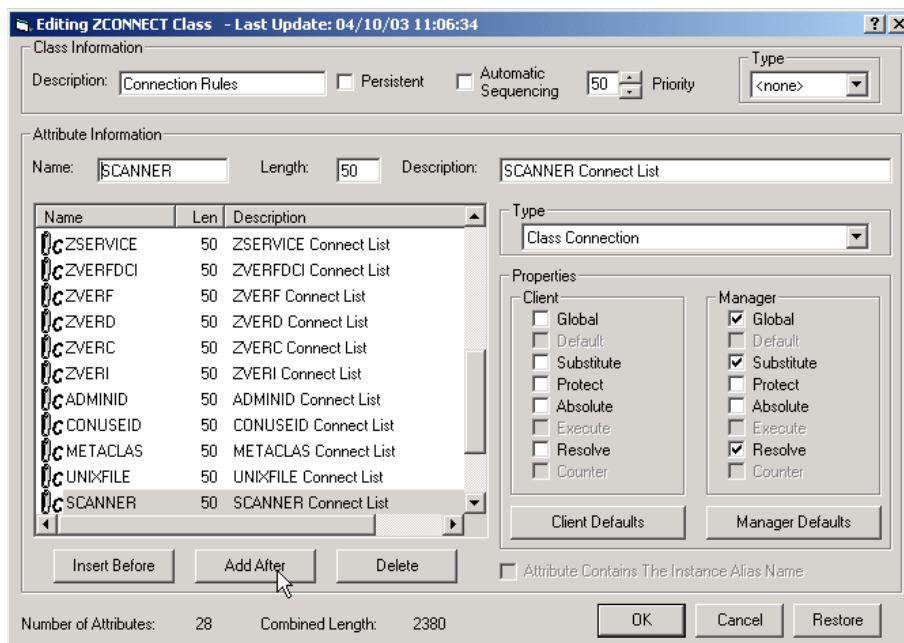 Editing ZCONNECT Class - Last Update: 04/10/03 11:06:34
Class Information
Description: Connection Rules Persistent Automatic Sequencing 50 Priority Type <none>
Attribute Information
Name: SCANNER Length: 50 Description: SCANNER Connect List
Name Len Description
ZSERVICE 50 ZSERVICE Connect List
ZVERFDCI 50 ZVERFDCI Connect List
ZVERF 50 ZVERF Connect List
ZVERD 50 ZVERD Connect List
ZVERC 50 ZVERC Connect List
ZVERI 50 ZVERI Connect List
ADMINID 50 ADMINID Connect List
CONUSEID 50 CONUSEID Connect List
METACLAS 50 METACLAS Connect List
UNIXFILE 50 UNIXFILE Connect List
SCANNER 50 SCANNER Connect List
Insert Before Add After Delete
Type
Class Connection
Properties
Client
Global
Default
Substitute
Protect
Absolute
Execute
Resolve
Counter
Client Defaults
Manager
Global
Default
Substitute
Protect
Absolute
Execute
Resolve
Counter
Manager Defaults
Attribute Contains The Instance Alias Name
Number of Attributes: 28 Combined Length: 2380
OK Cancel Restore